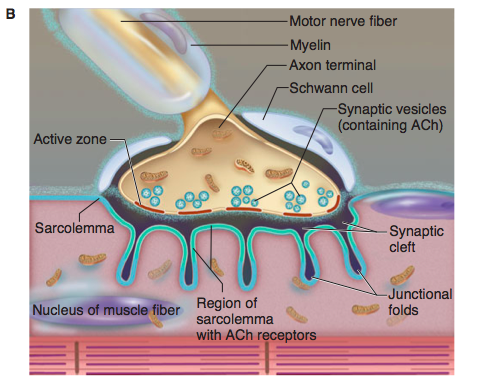 B
Motor nerve fiber
Myelin
Axon terminal
Schwann cell
Synaptic vesicles
(containing ACh)
Active zone
Sarcolemma
Synaptic
cleft
Junctional
folds
Nucleus of muscle fiber
Region of
sarcolemma
with ACh receptors